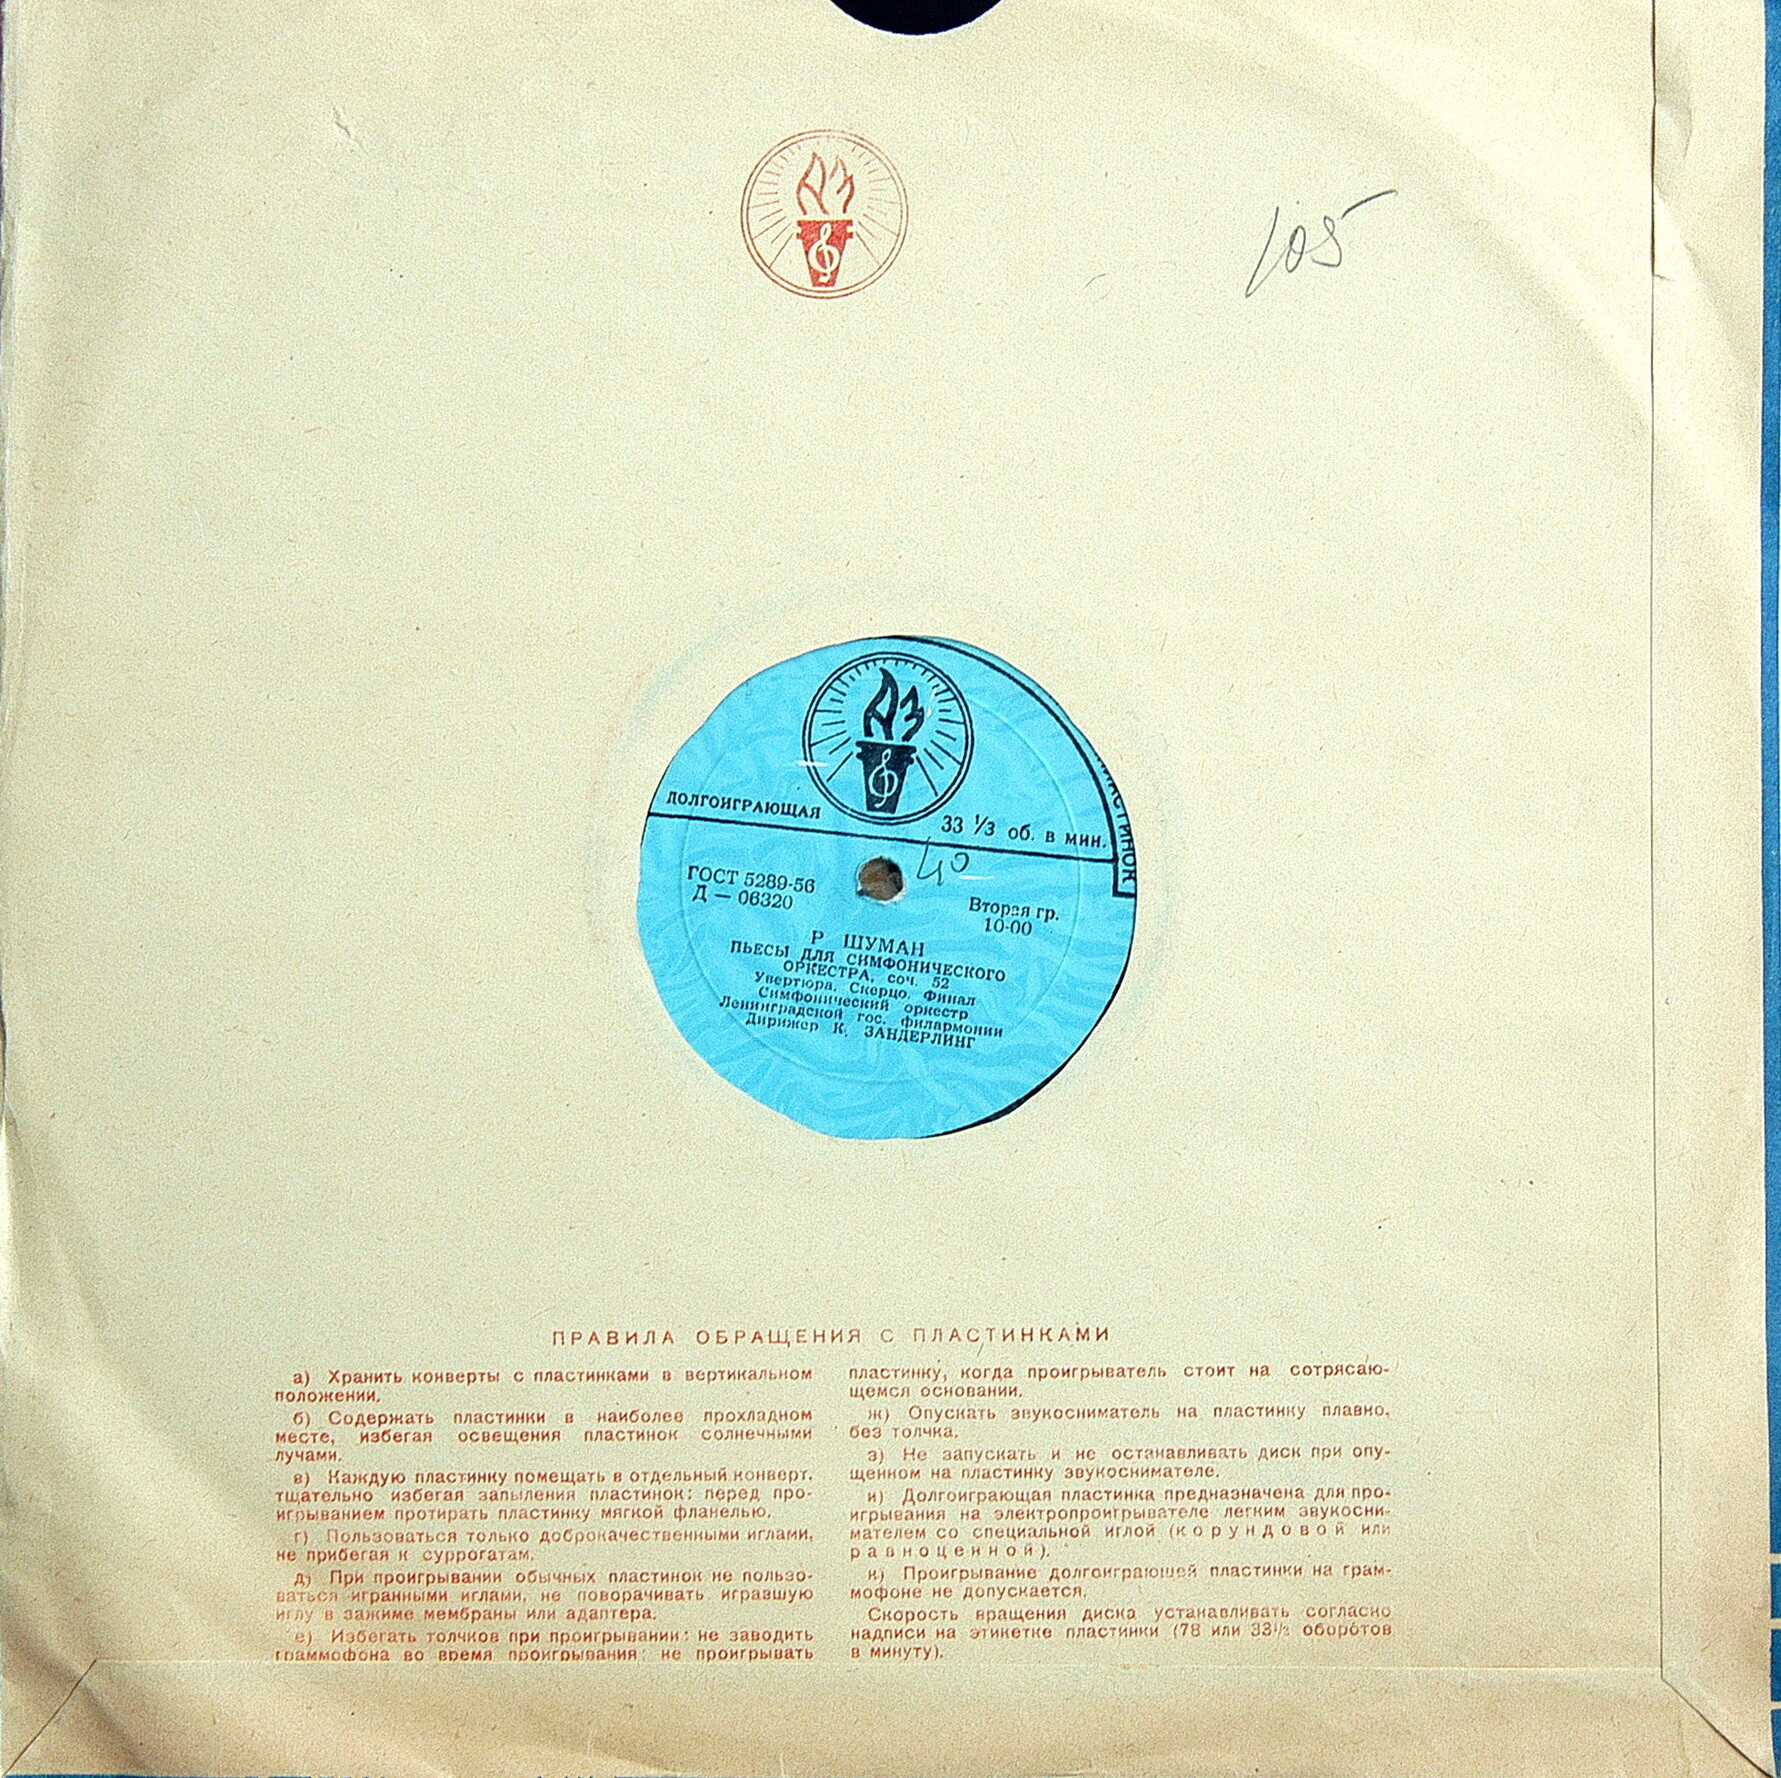 105
ПЛАСТИНОК
ДОЛГОИГРАЮЩАЯ
33 1/3 об. в мин.
40
ГОСТ 5289-56
Д — 06320
Вторая гр.
10-00
Р ШУМАН
ПЬЕСЫ ДЛЯ СИМФОНИЧЕСКОГО
ОРКЕСТРА, соч. 52
Увертюра. Скерцо. Финал
Симфонический оркестр
Ленинградской гос. филармонии
Дирижер К. ЗАНДЕРЛИНГ
ПРАВИЛА ОБРАЩЕНИЯ С ПЛАСТИНКАМИ
а) Хранить конверты с пластинками в вертикальном
положении.
б) Содержать пластинки в наиболее прохладном
месте, избегая освещения пластинок солнечными
лучами.
в) Каждую пластинку помещать в отдельный конверт,
тщательно избегая запыления пластинок; перед про-
игрыванием протирать пластинку мягкой фланелью.
г) Пользоваться только доброкачественными иглами,
не прибегая к суррогатам.
д) При проигрывании обычных пластинок не пользо-
ваться игранными иглами, не поворачивать игравшую
иглу в зажиме мембраны или адаптера.
е) Избегать толчков при проигрывании: не заводить
граммофона во время проигрывания; не проигрывать
пластинку, когда проигрыватель стоит на сотрясаю-
щемся основании.
ж) Опускать звукосниматель на пластинку плавно,
без толчка.
з) Не запускать и не останавливать диск при опу-
щенном на пластинку звукоснимателе.
и) Долгоиграющая пластинка предназначена для про-
игрывания на электропроигрывателе легким звукосни-
мателем со специальной иглой (корундовой или
равноценной).
к) Проигрывание долгоиграющей пластинки на грам-
мофоне не допускается.
Скорость вращения диска устанавливать согласно
надписи на этикетке пластинки (78 или 33 1/3 оборотов
в минуту).